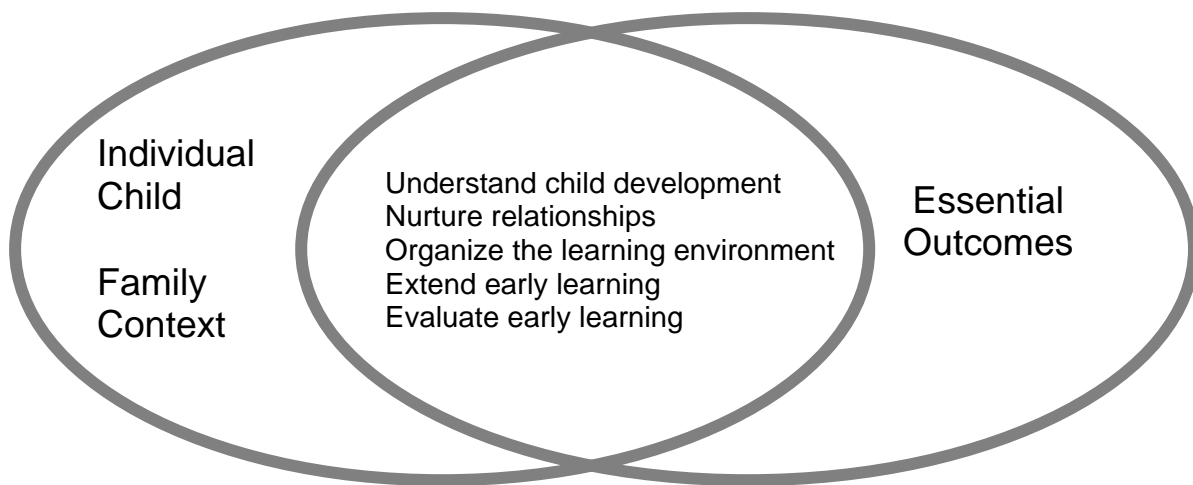 Individual
Child
Family
Context
Understand child development
Nurture relationships
Organize the learning environment
Extend early learning
Evaluate early learning
Essential
Outcomes